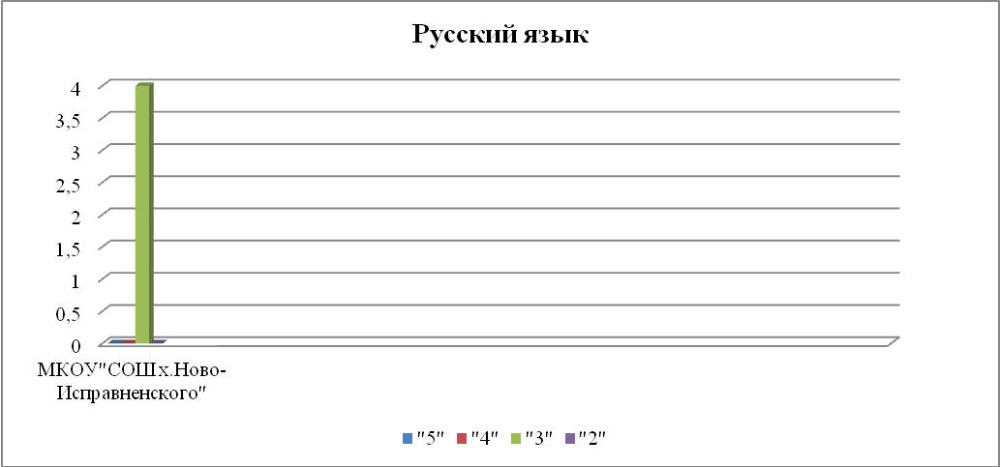 Русский язык
4
3,5
3
2,5
2
1,5
1
0,5
0
МКОУ"СОШ х.Ново-
Исправненского"
"5" "4" "3" "2"